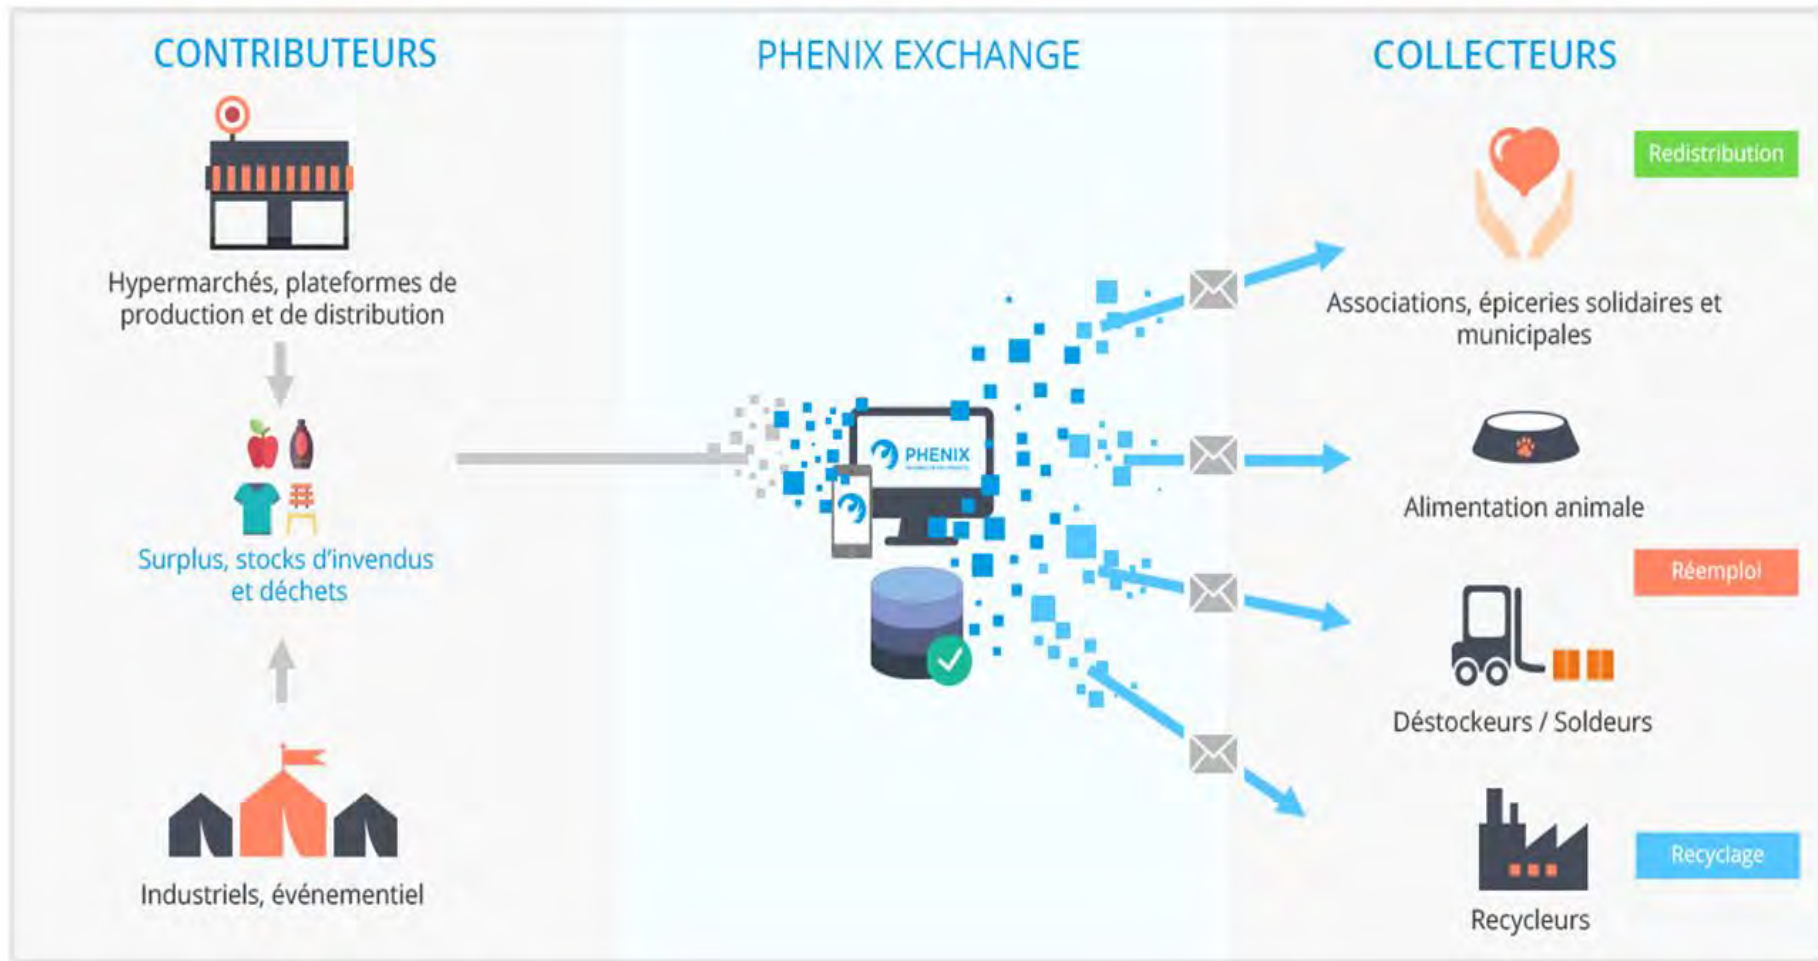 CONTRIBUTEURS
Hypermarchés, plateformes de
production et de distribution
Surplus, stocks d'invendus
et déchets
Industriels, événementiel
PHENIX EXCHANGE
PHENIX
COLLECTEURS
Redistribution
Associations, épiceries solidaires et
municipales
Alimentation animale
Réemploi
Déstockeurs / Soldeurs
Recyclage
Recycleurs